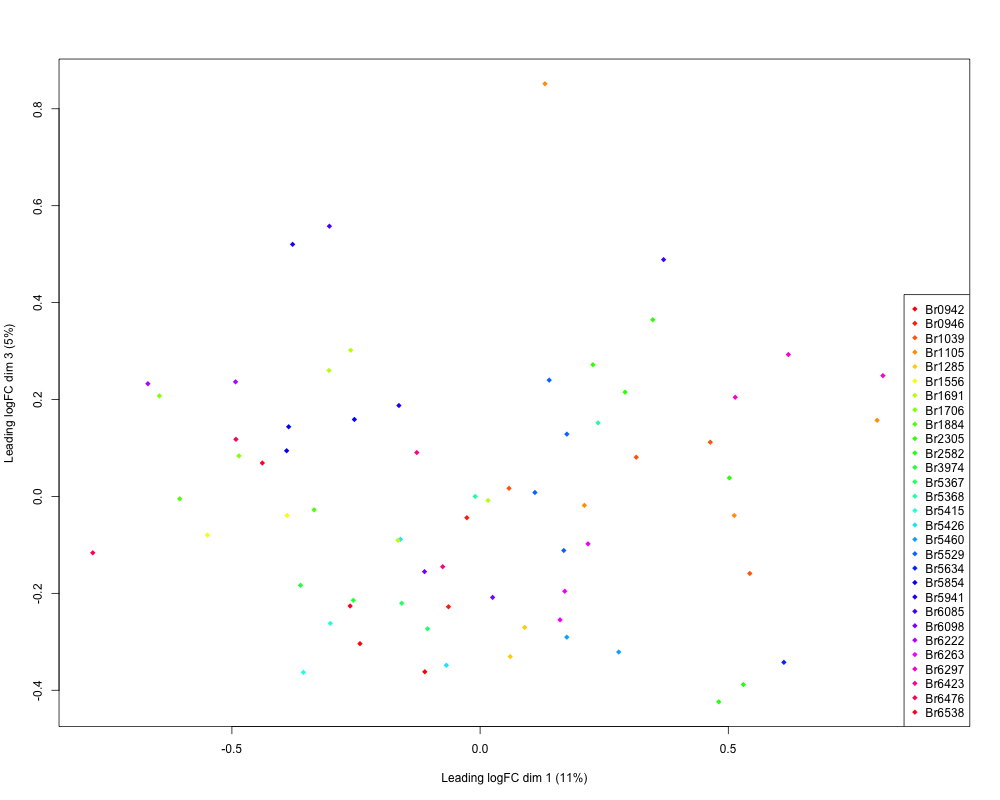 Leading logFC dim 3 (5%)
0.8
0.6
0.4
0.2
0.0
-0.2
-0.4
-0.5
0.0
0.5
Leading logFC dim 1 (11%)
Br0942
Br0946
Br1039
Br1105
Br1285
Br1556
Br1691
Br1706
Br1884
Br2305
Br2582
Br3974
Br5367
Br5368
Br5415
Br5426
Br5460
Br5529
Br5634
Br5854
Br5941
Br6085
Br6098
Br6222
Br6263
Br6297
Br6423
Br6476
Br6538